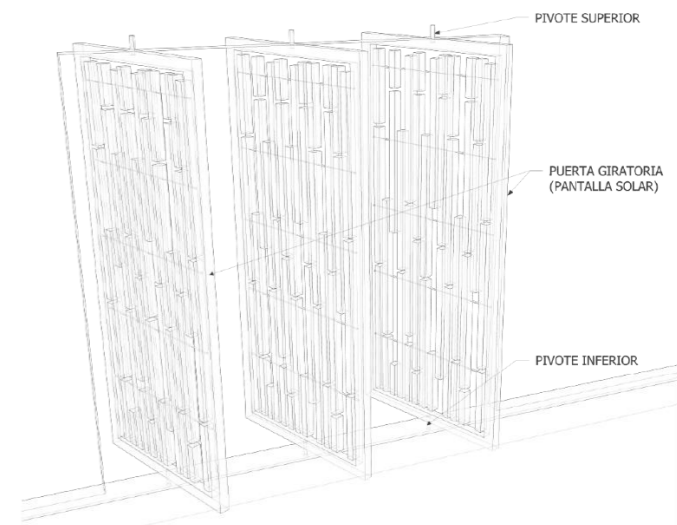 PIVOTE SUPERIOR
PUERTA GIRATORIA
(PANTALLA SOLAR)
PIVOTE INFERIOR